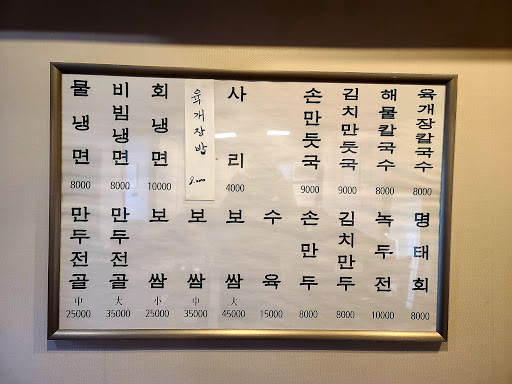 물냉면 8000
비빔냉면 8000
회냉면 10000
육개장밥 8.000
사리 4000
손만둣국 9000
김치만둣국 9000
해물칼국수 8000
육개장칼국수 8000
만두전골 中 25000
만두전골 大 35000
보쌈 小 25000
보쌈 中 35000
보쌈 大 45000
수육 15000
손만두 8000
김치만두 8000
녹두전 10000
명태회 8000